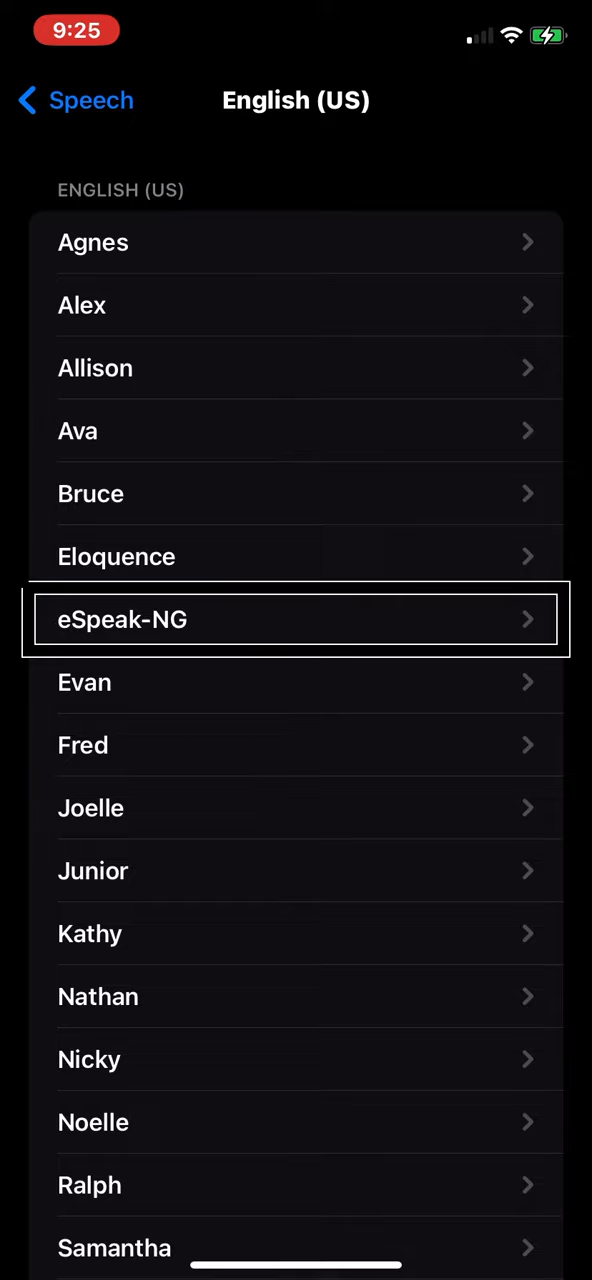 9:25
Speech
English (US)
ENGLISH (US)
Agnes
Alex
Allison
Ava
Bruce
Eloquence
eSpeak-NG
Evan
Fred
Joelle
Junior
Kathy
Nathan
Nicky
Noelle
Ralph
Samantha